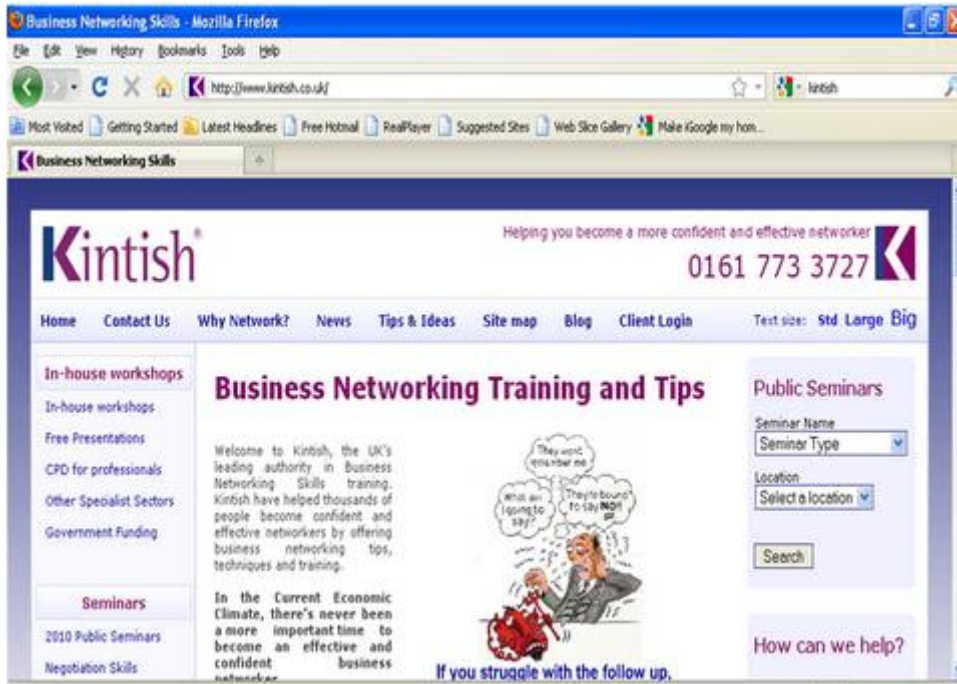 Business Networking Skills - Mozilla Firefox
File Edit View History Bookmarks Tools Help
http://www.kintish.co.uk/ kintish
Most Visited Getting Started Latest Headlines Free Hotmail RealPlayer Suggested Sites Web Slice Gallery Make iGoogle my hom...
Business Networking Skills
Kintish®
Helping you become a more confident and effective networker
0161 773 3727
Home Contact Us Why Network? News Tips & Ideas Site map Blog Client Login Text size: Std Large Big
In-house workshops
In-house workshops
Free Presentations
CPD for professionals
Other Specialist Sectors
Government Funding
Seminars
2010 Public Seminars
Negotiation Skills
Business Networking Training and Tips
Welcome to Kintish, the UK's
leading authority in Business
Networking Skills training.
Kintish have helped thousands of
people become confident and
effective networkers by offering
business networking tips,
techniques and training.
In the Current Economic
Climate, there's never been
a more important time to
become an effective and
confident business
networker
They wont
remember me
What am
I going to
say?
They're bound
to say NO!!
If you struggle with the follow up,
Public Seminars
Seminar Name
Seminar Type
Location
Select a location
Search
How can we help?